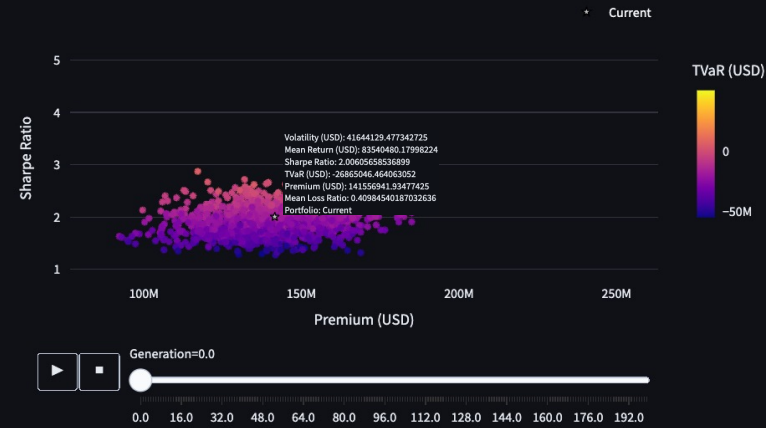 Current
5
TVaR (USD)
4
Sharpe Ratio
Volatility (USD): 41644129.477342725
Mean Return (USD): 83540480.17998224
Sharpe Ratio: 2.00605658536899
TVaR (USD): -26865046.464063052
Premium (USD): 141556941.93477425
Mean Loss Ratio: 0.40984540187032636
Portfolio: Current
0
3
2
−50M
1
100M 150M 200M 250M
Premium (USD)
Generation=0.0
0.0 16.0 32.0 48.0 64.0 80.0 96.0 112.0 128.0 144.0 160.0 176.0 192.0